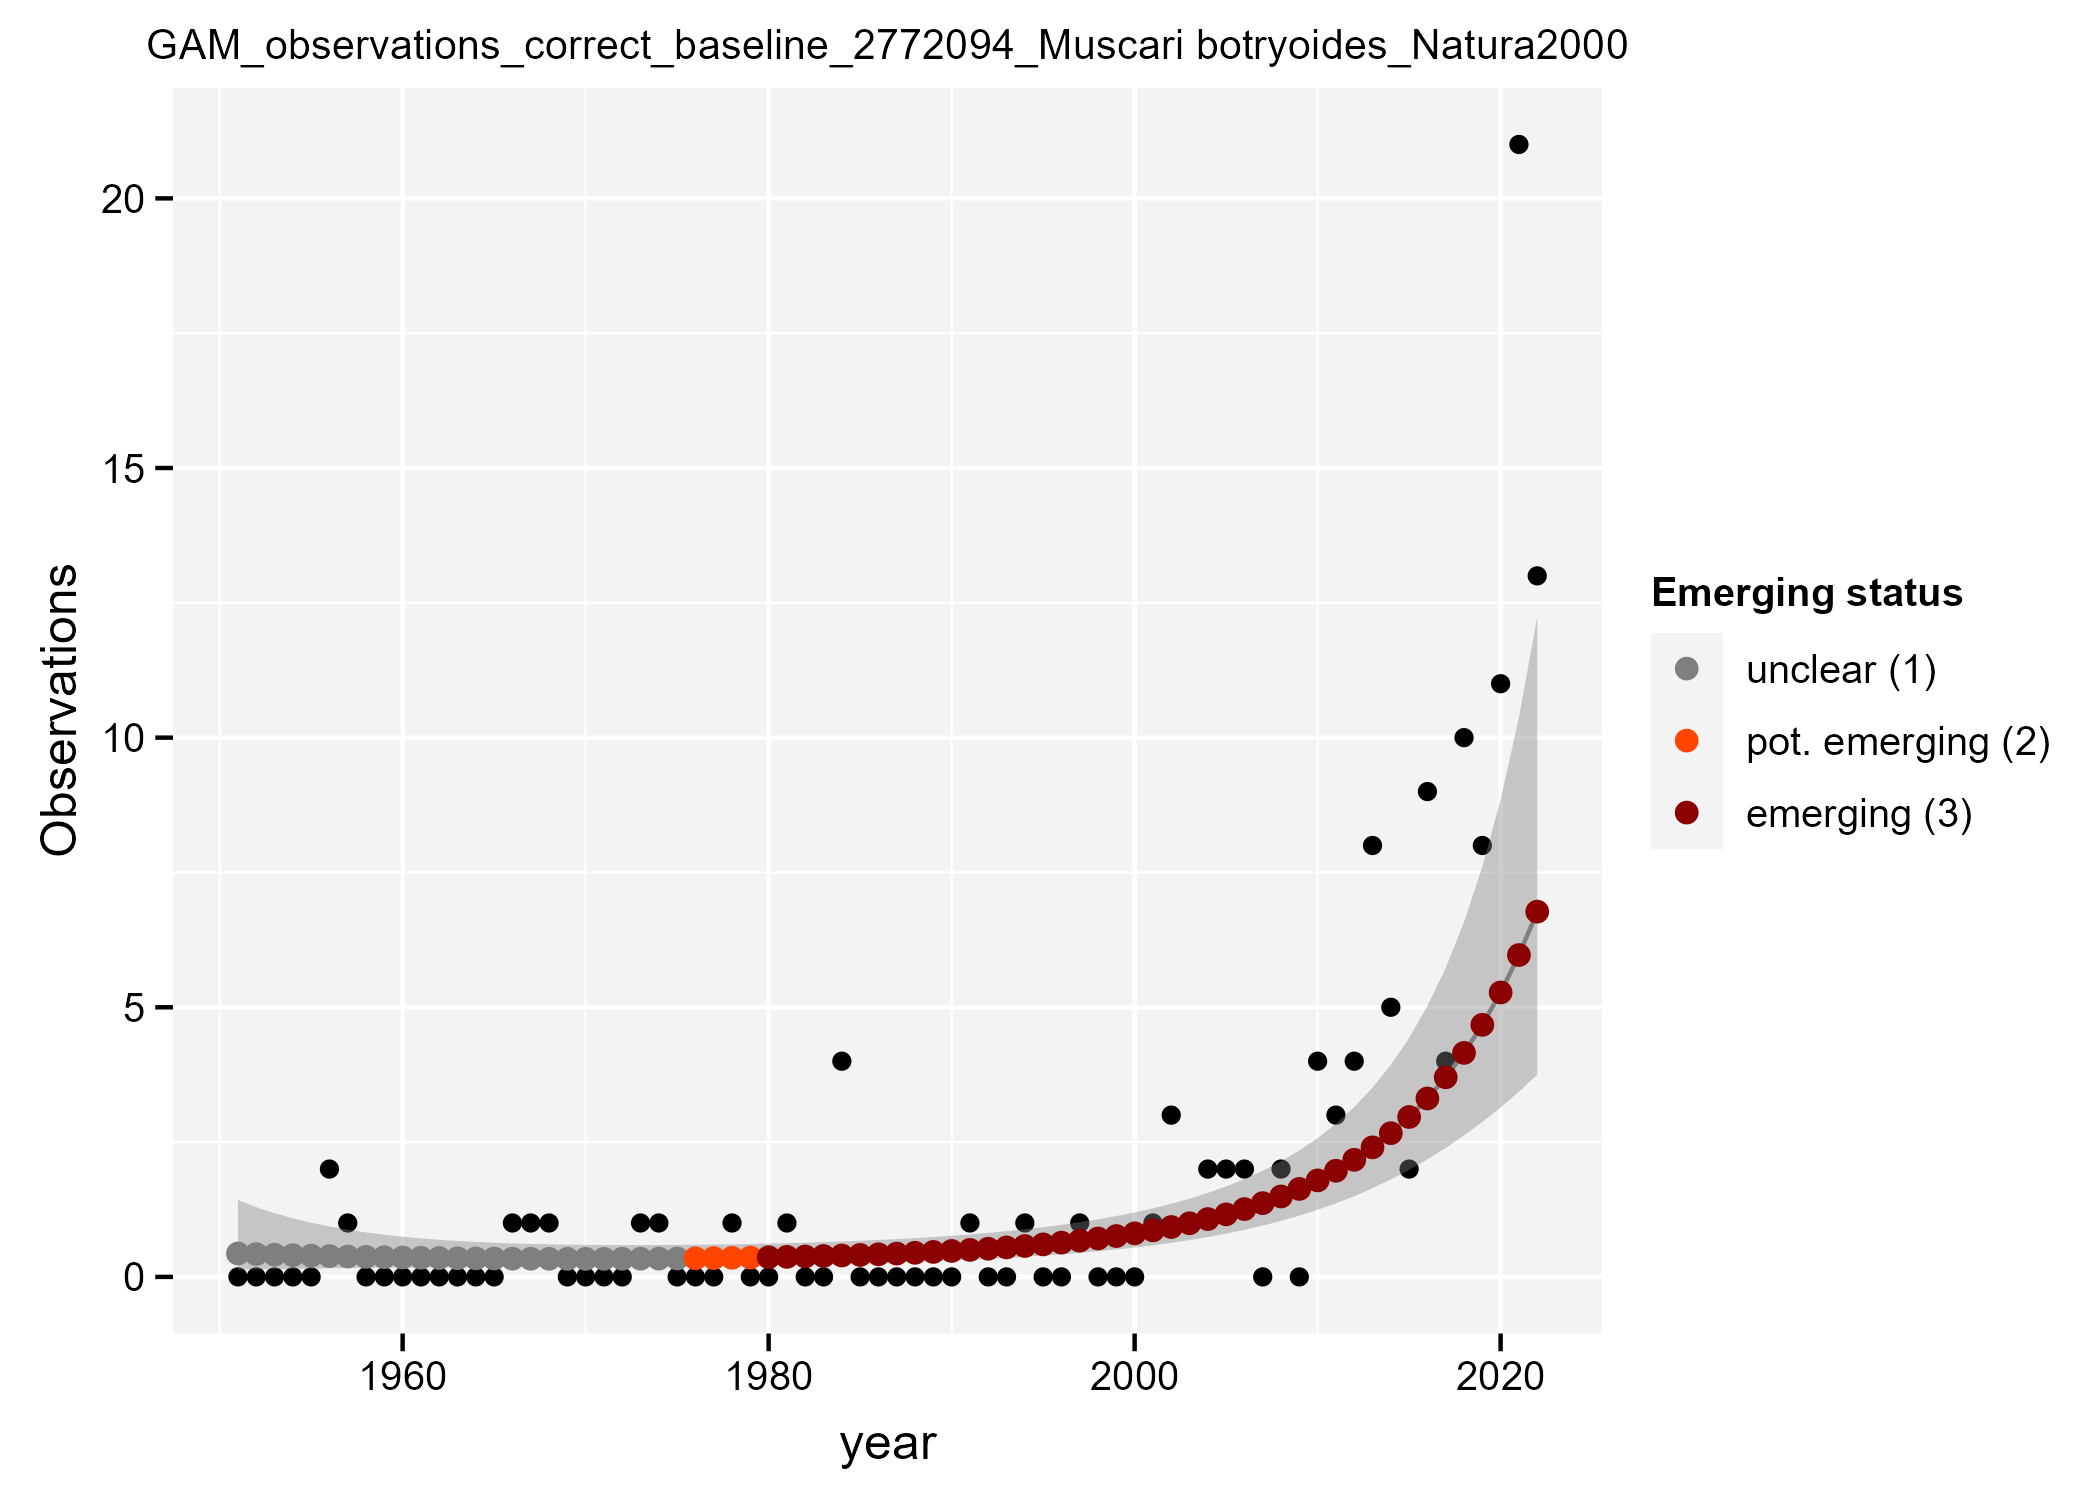 GAM_observations_correct_baseline_2772094_Muscari botryoides_Natura2000
20
15
10
5
0
Observations
1960
1980
2000
2020
year
Emerging status
unclear (1)
pot. emerging (2)
emerging (3)